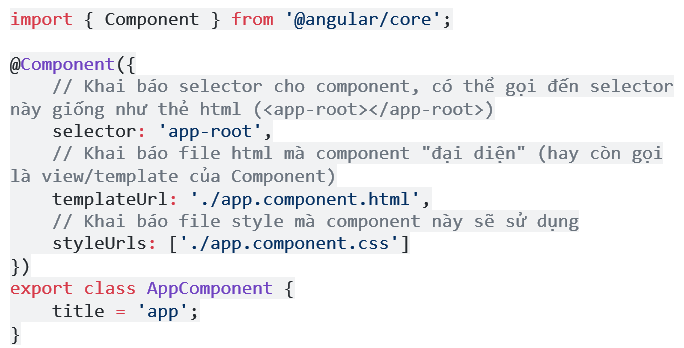 import { Component } from '@angular/core';

@Component({
    // Khai báo selector cho component, có thể gọi đến selector
này giống như thẻ html (<app-root></app-root>)
    selector: 'app-root',
    // Khai báo file html mà component "đại diện" (hay còn gọi
là view/template của Component)
    templateUrl: './app.component.html',
    // Khai báo file style mà component này sẽ sử dụng
    styleUrls: ['./app.component.css']
})
export class AppComponent {
    title = 'app';
}